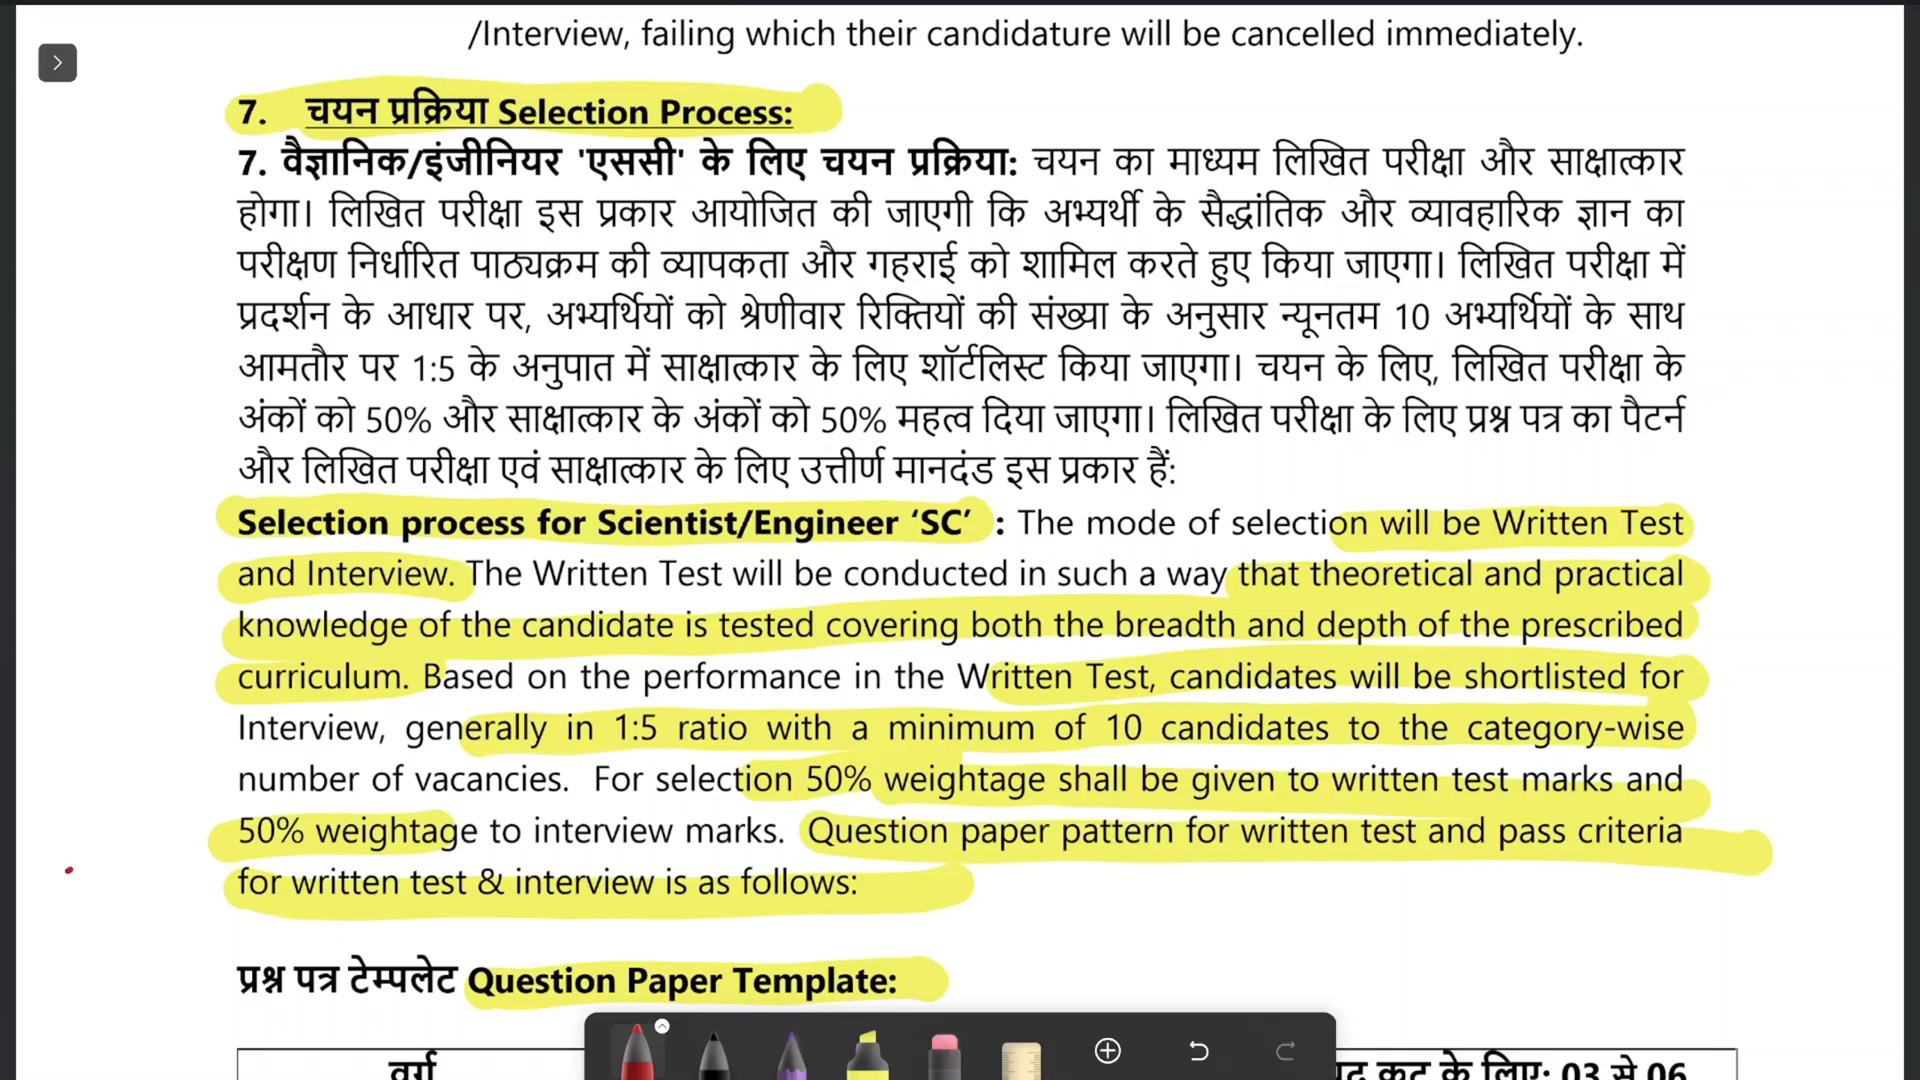 /Interview, failing which their candidature will be cancelled immediately.
7. चयन प्रक्रिया Selection Process:
7. वैज्ञानिक/इंजीनियर 'एससी' के लिए चयन प्रक्रिया: चयन का माध्यम लिखित परीक्षा और साक्षात्कार
होगा। लिखित परीक्षा इस प्रकार आयोजित की जाएगी कि अभ्यर्थी के सैद्धांतिक और व्यावहारिक ज्ञान का
परीक्षण निर्धारित पाठ्यक्रम की व्यापकता और गहराई को शामिल करते हुए किया जाएगा। लिखित परीक्षा में
प्रदर्शन के आधार पर, अभ्यर्थियों को श्रेणीवार रिक्तियों की संख्या के अनुसार न्यूनतम 10 अभ्यर्थियों के साथ
आमतौर पर 1:5 के अनुपात में साक्षात्कार के लिए शॉर्टलिस्ट किया जाएगा। चयन के लिए, लिखित परीक्षा के
अंकों को 50% और साक्षात्कार के अंकों को 50% महत्व दिया जाएगा। लिखित परीक्षा के लिए प्रश्न पत्र का पैटर्न
और लिखित परीक्षा एवं साक्षात्कार के लिए उत्तीर्ण मानदंड इस प्रकार हैं:
Selection process for Scientist/Engineer ‘SC’ : The mode of selection will be Written Test
and Interview. The Written Test will be conducted in such a way that theoretical and practical
knowledge of the candidate is tested covering both the breadth and depth of the prescribed
curriculum. Based on the performance in the Written Test, candidates will be shortlisted for
Interview, generally in 1:5 ratio with a minimum of 10 candidates to the category-wise
number of vacancies. For selection 50% weightage shall be given to written test marks and
50% weightage to interview marks. Question paper pattern for written test and pass criteria
for written test & interview is as follows:
प्रश्न पत्र टेम्पलेट Question Paper Template:
वर्ग कट के लिए: 03 से 06